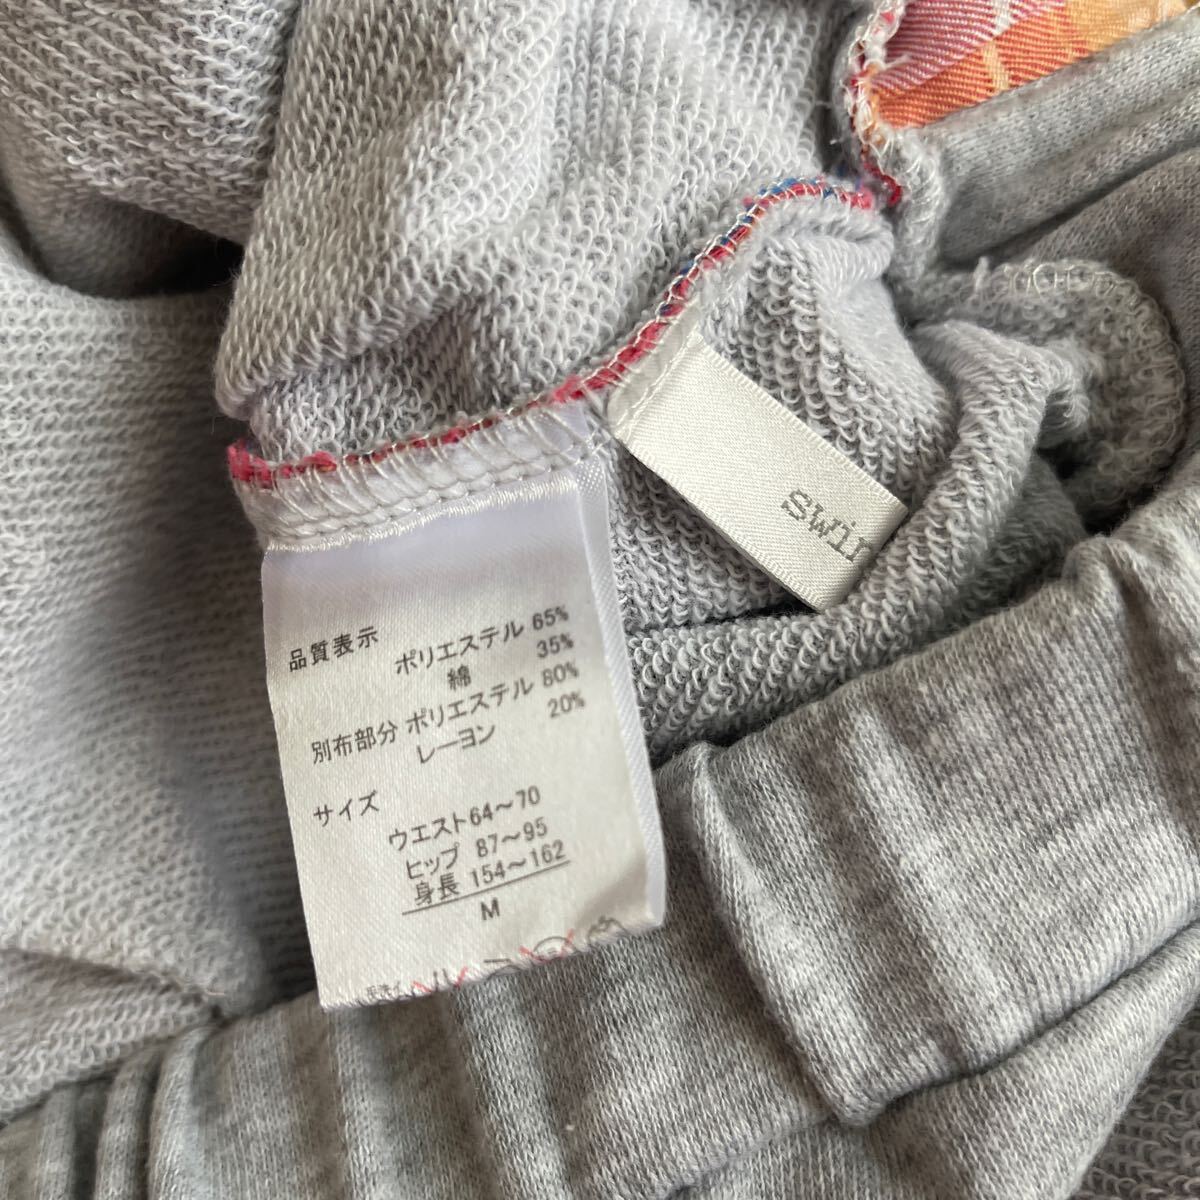 品質表示
ポリエステル 65%
綿 35%
別布部分 ポリエステル 80%
レーヨン 20%
サイズ
ウエスト64～70
ヒップ 87～95
身長 154～162
M
swir